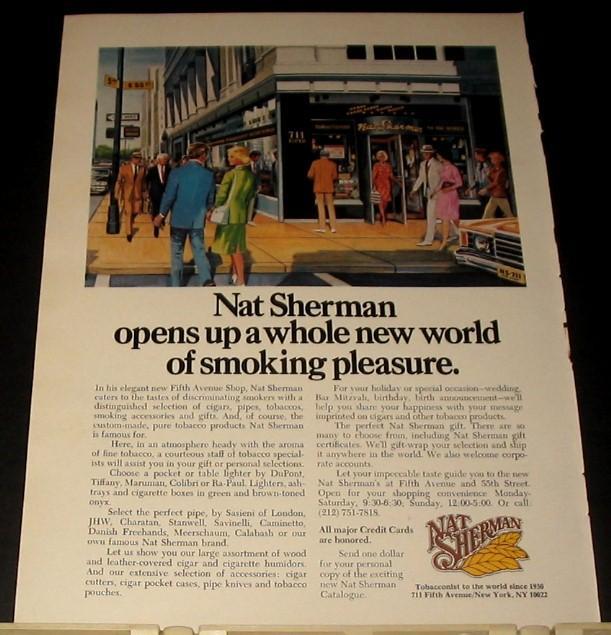 711
Nat Sherman
Nat Sherman
opens up a whole new world
of smoking pleasure.
In his elegant new Fifth Avenue Shop, Nat Sherman
caters to the tastes of discriminating smokers with a
distinguished selection of cigars, pipes, tobaccos,
smoking accessories and gifts. And, of course, the
custom-made, pure tobacco products Nat Sherman
is famous for.
Here, in an atmosphere heady with the aroma
of fine tobacco, a courteous staff of tobacco special-
ists will assist you in your gift or personal selections.
Choose a pocket or table lighter by DuPont,
Tiffany, Maruman, Colibri or Ra-Paul. Lighters, ash-
trays and cigarette boxes in green and brown-toned
onyx.
Select the perfect pipe, by Sasieni of London,
JHW, Charatan, Stanwell, Savinelli, Caminetto,
Danish Freehands, Meerschaum, Calabash or our
own famous Nat Sherman brand.
Let us show you our large assortment of wood
and leather-covered cigar and cigarette humidors.
And our extensive selection of accessories: cigar
cutters, cigar pocket cases, pipe knives and tobacco
pouches.
For your holiday or special occasion—wedding,
Bar Mitzvah, birthday, birth announcement—we'll
help you share your happiness with your message
imprinted on cigars and other tobacco products.
The perfect Nat Sherman gift. There are so
many to choose from, including Nat Sherman gift
certificates. We'll gift-wrap your selection and ship
it anywhere in the world. We also welcome corpo-
rate accounts.
Let your impeccable taste guide you to the new
Nat Sherman's at Fifth Avenue and 55th Street.
Open for your shopping convenience Monday-
Saturday, 9:30-6:30; Sunday, 12:00-5:00. Or call
(212) 751-7818.
All major Credit Cards
are honored.
Send one dollar
for your personal
copy of the exciting
new Nat Sherman
Catalogue.
NAT
SHERMAN
Tobacconist to the world since 1930
711 Fifth Avenue/New York, NY 10022